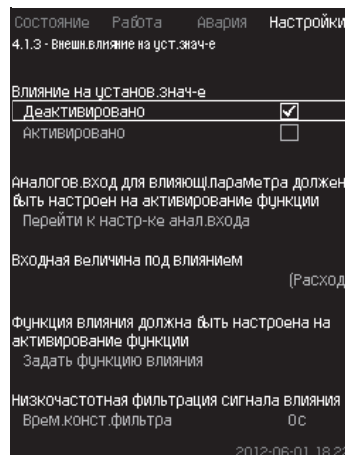 Состояние Работа Авария Настройки
4.1.3 - Внешн.влияние на уст.знач-е
Влияние на установ.знач-е
Деактивировано
Активировано
Аналогов.вход для влияющ.параметра должен
быть настроен на активирование функции
Перейти к настр-ке анал.входа
Входная величина под влиянием
(Расход
Функция влияния должна быть настроена на
активирование функции
Задать функцию влияния
Низкочастотная фильтрация сигнала влияния
Врем.конст.фильтра 0с
2012-06-01 18:22